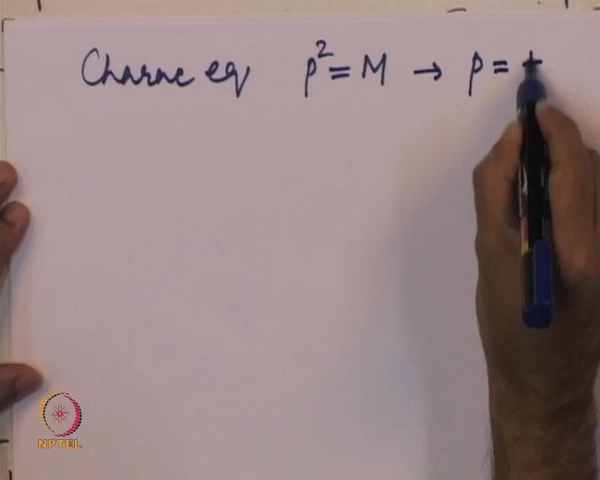 Charac eq p² = M → p = +
NPTEL